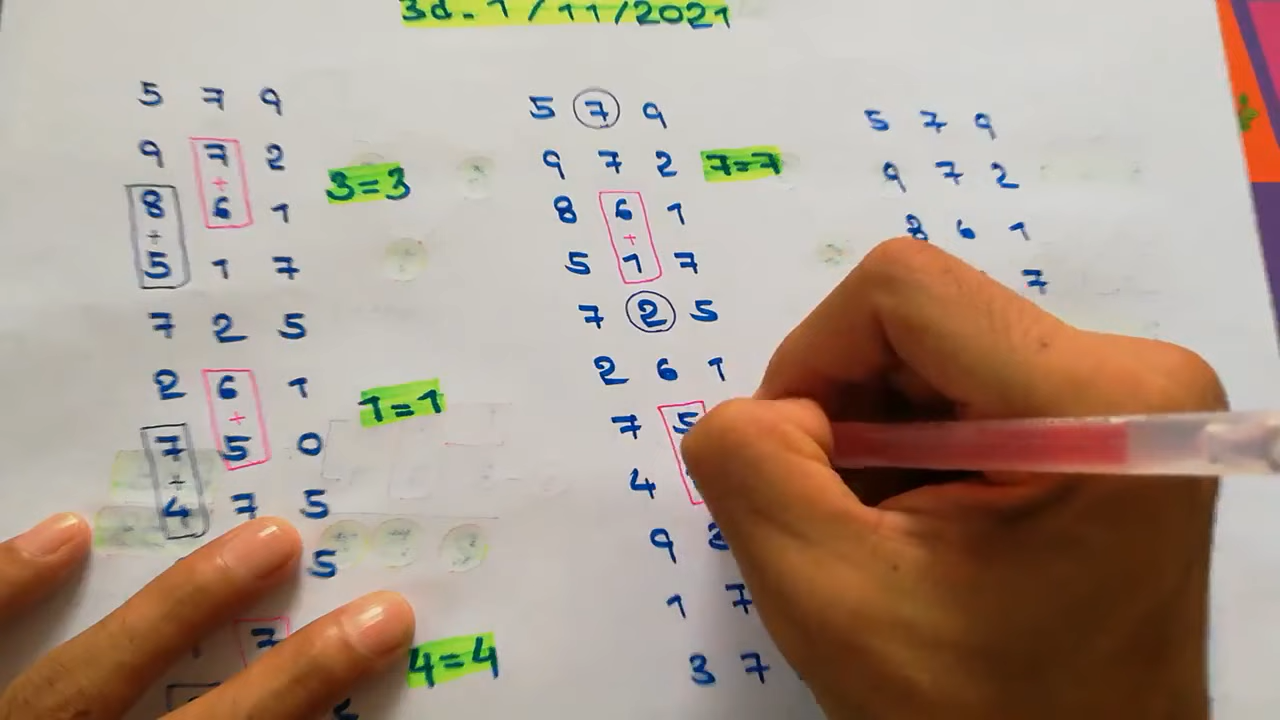 3d. 1/11/2021
5 7 9
9 7 2
+
8 6 1
3=3
+
5 1 7
7 2 5
2 6 1
+
1=1
7 5 0
+
4 7 5
5
7
4=4
5 7 9
9 7 2
7=7
8 6 1
+
5 1 7
7 2 5
2 6 1
7 5
4
9
1 7
3 7
5 7 9
9 7 2
8 6 1
7